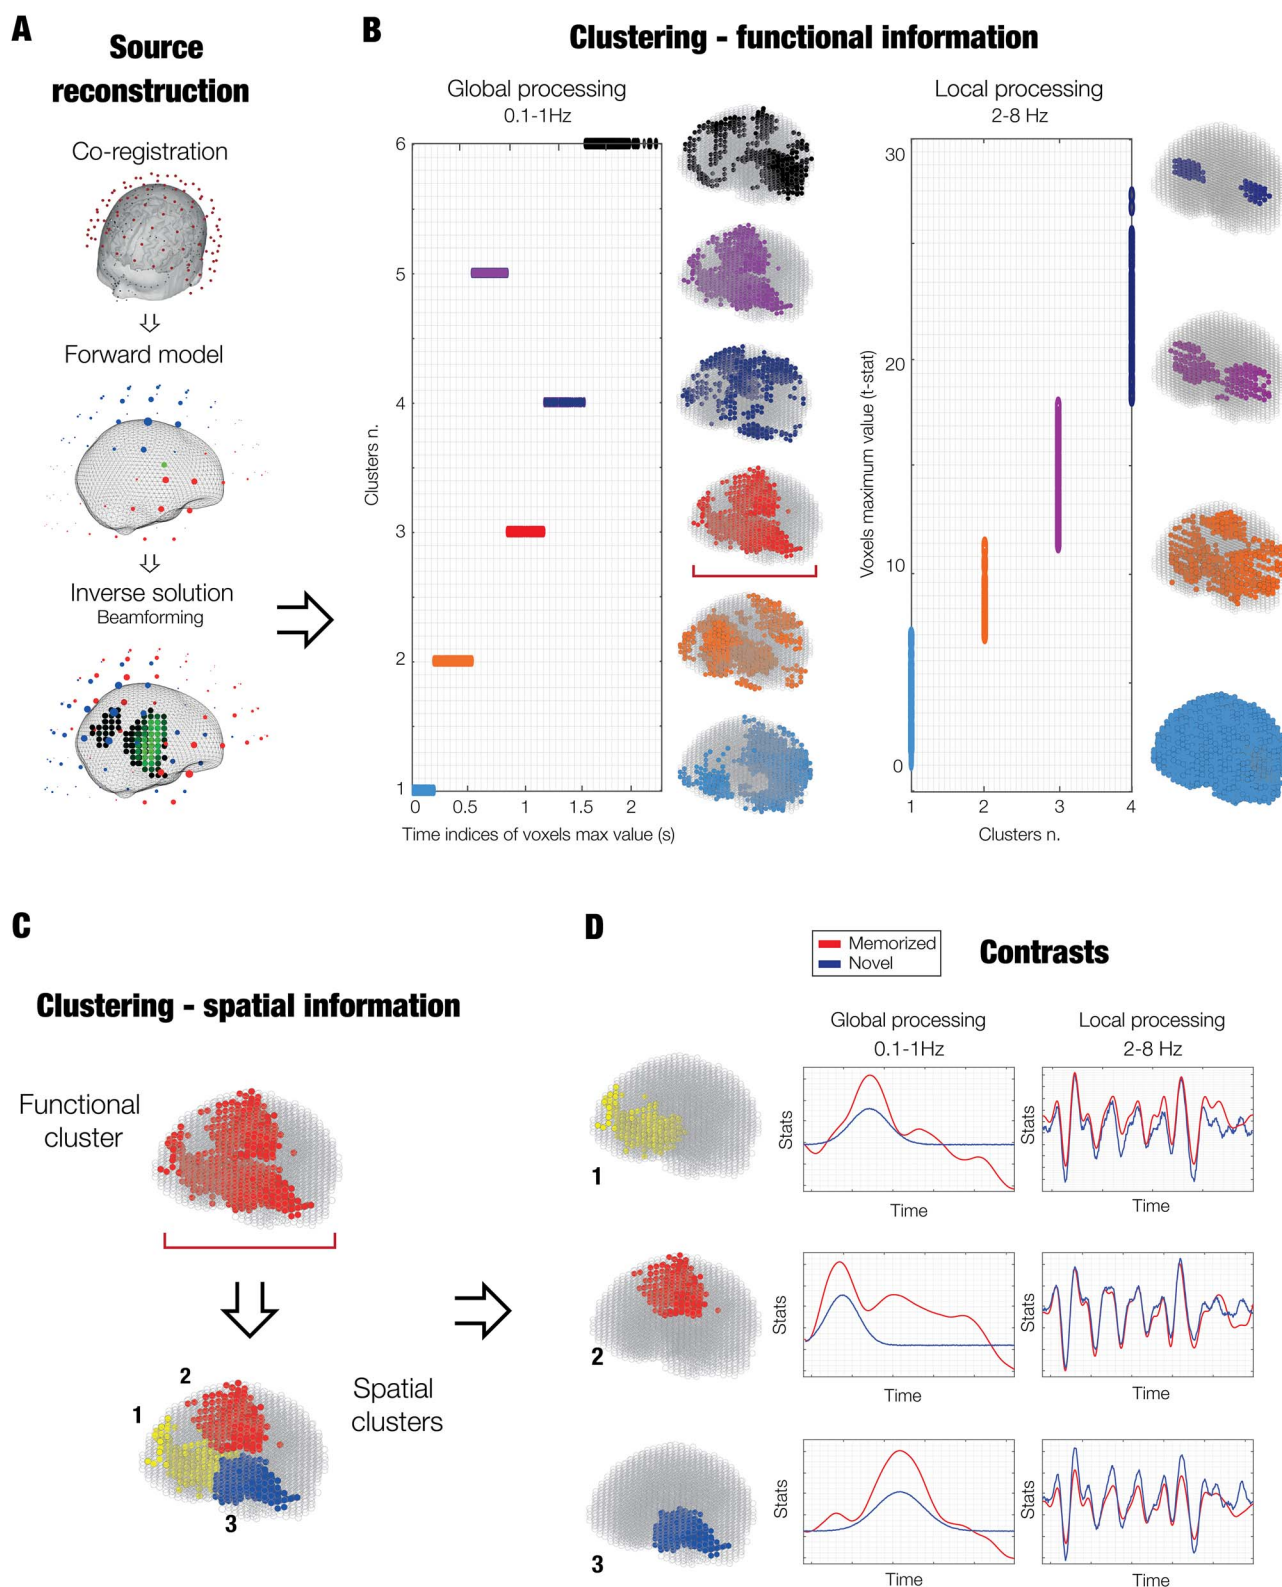 A
Source
reconstruction
Co-registration
Forward model
Inverse solution
Beamforming
B
Clustering - functional information
Global processing
0.1-1Hz
Clusters n.
6
5
4
3
2
1
0 0.5 1 1.5 2
Time indices of voxels max value (s)
Local processing
2-8 Hz
Voxels maximum value (t-stat)
30
20
10
0
1 2 3 4
Clusters n.
C
Clustering - spatial information
Functional
cluster
2
1
3
Spatial
clusters
D
Memorized
Novel
Contrasts
Global processing
0.1-1Hz
Local processing
2-8 Hz
1
Stats
Time
Stats
Time
2
Stats
Time
Stats
Time
3
Stats
Time
Stats
Time